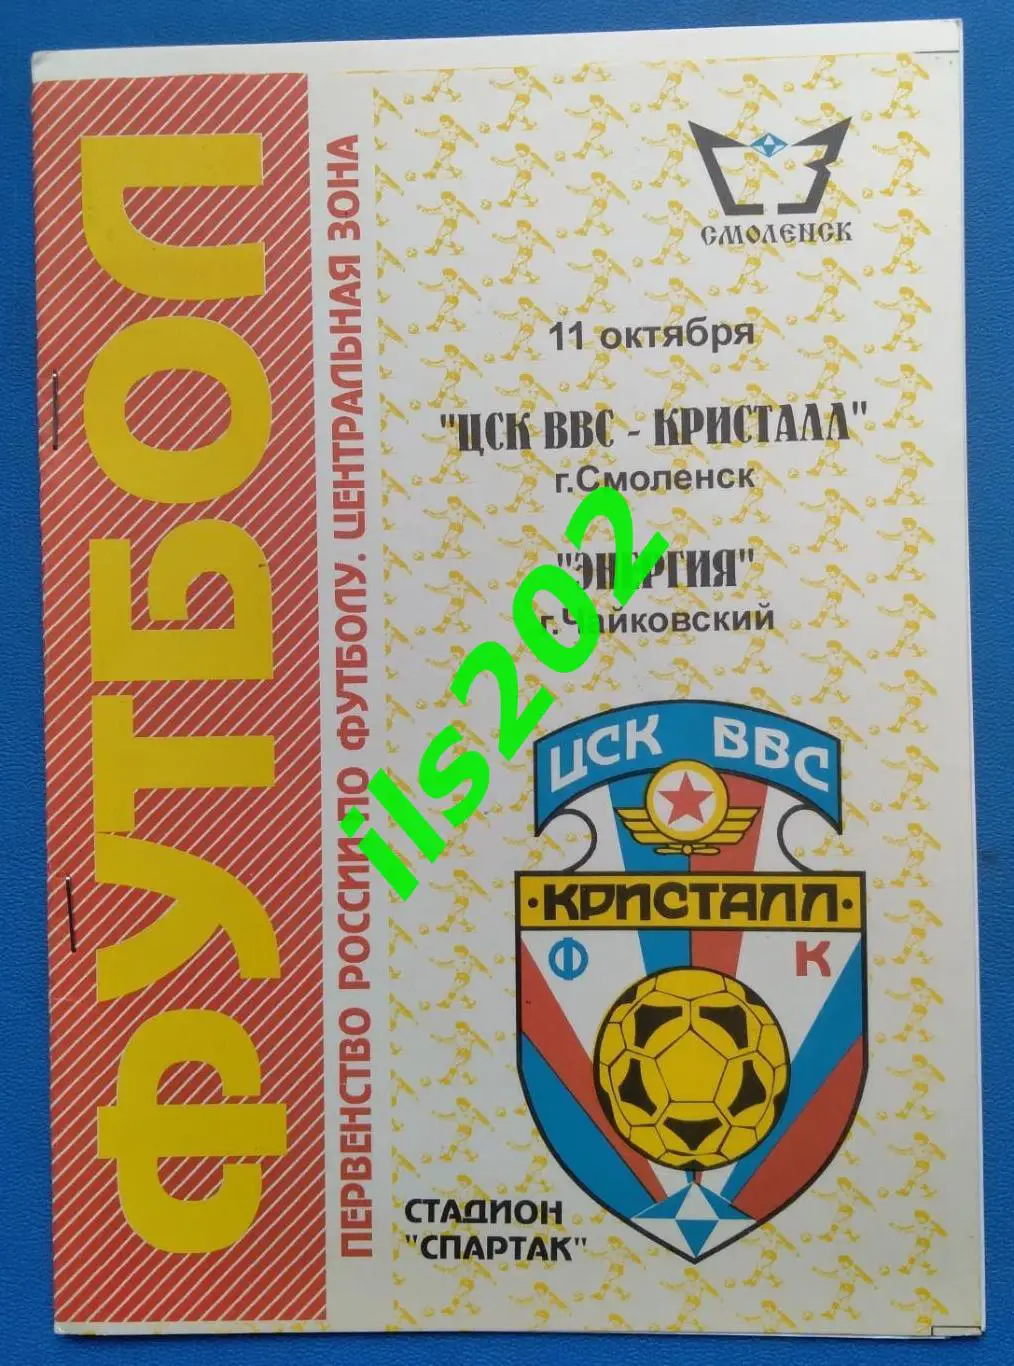 ФУТБОЛ
ПЕРВЕНСТВО РОССИИ ПО ФУТБОЛУ. ЦЕНТРАЛЬНАЯ ЗОНА
СМОЛЕНСК
11 октября
"ЦСК ВВС - КРИСТАЛЛ"
г.Смоленск
"ЭНЕРГИЯ"
г.Чайковский
ils202
ЦСК ВВС
·КРИСТАЛЛ·
Ф К
СТАДИОН
"СПАРТАК"